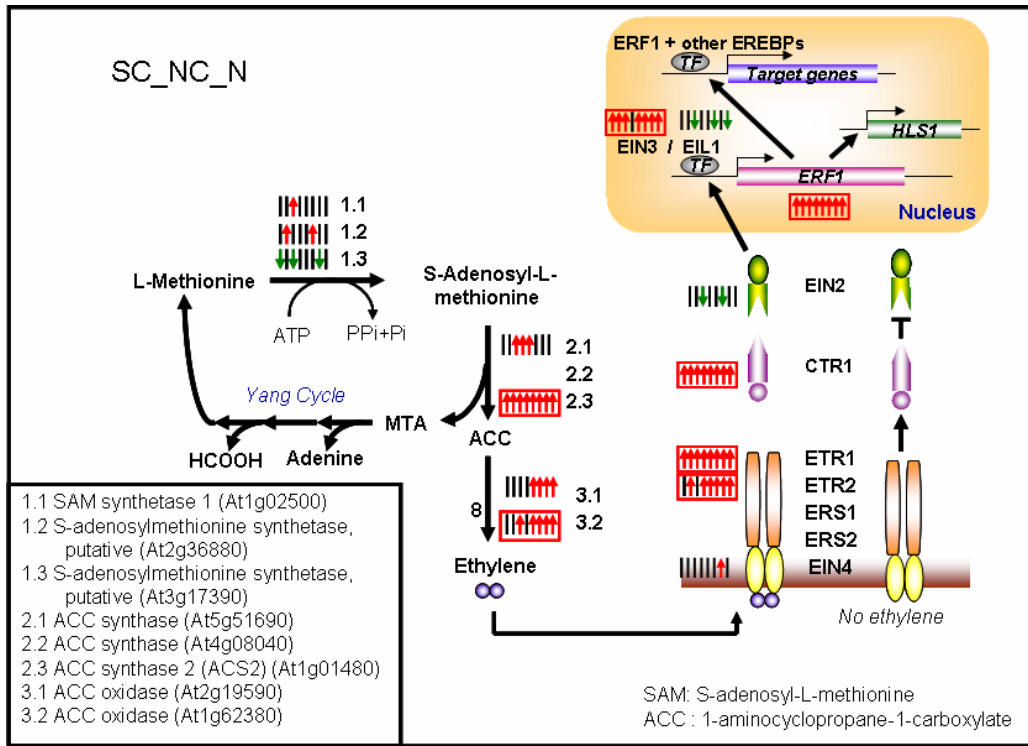 SC_NC_N
ERF1 + other EREBPs
TF
Target genes
HLS1
EIN3 / EIL1
TF
ERF1
Nucleus
1.1
1.2
1.3
L-Methionine
S-Adenosyl-L-
methionine
ATP
PPi+Pi
EIN2
2.1
2.2
2.3
CTR1
Yang Cycle
MTA
ACC
HCOOH
Adenine
ETR1
ETR2
ERS1
ERS2
EIN4
8
3.1
3.2
Ethylene
No ethylene
1.1 SAM synthetase 1 (At1g02500)
1.2 S-adenosylmethionine synthetase,
putative (At2g36880)
1.3 S-adenosylmethionine synthetase,
putative (At3g17390)
2.1 ACC synthase (At5g51690)
2.2 ACC synthase (At4g08040)
2.3 ACC synthase 2 (ACS2) (At1g01480)
3.1 ACC oxidase (At2g19590)
3.2 ACC oxidase (At1g62380)
SAM: S-adenosyl-L-methionine
ACC : 1-aminocyclopropane-1-carboxylate